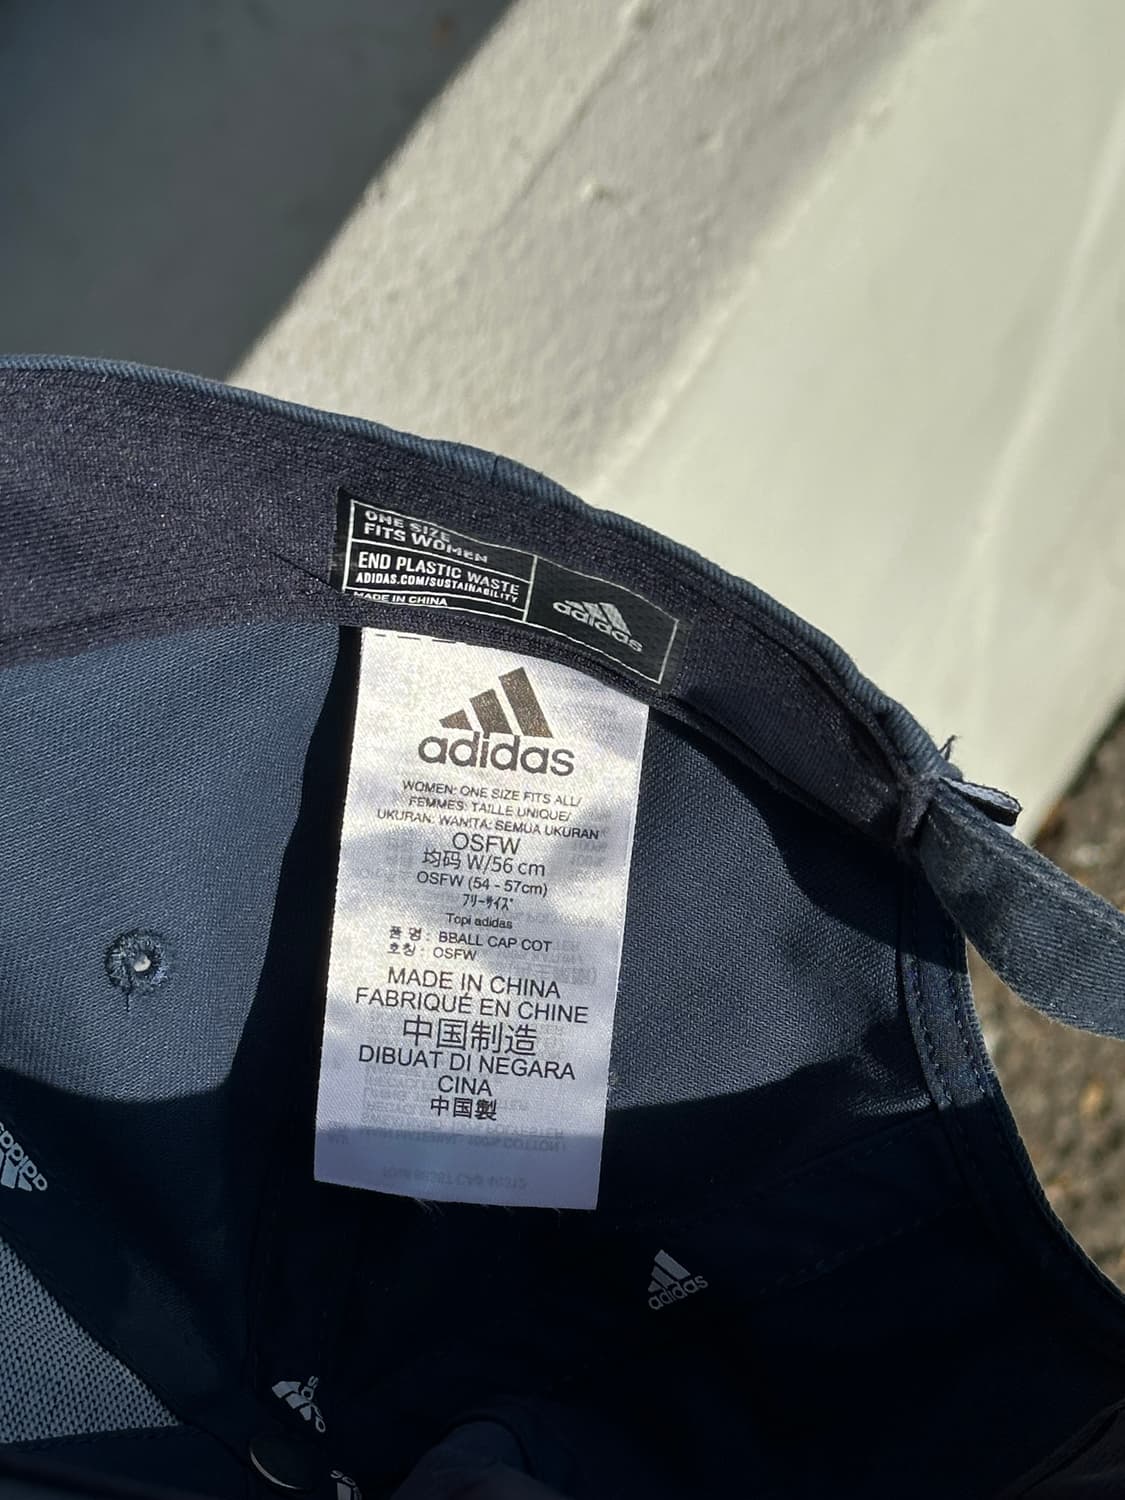 ONE SIZE
FITS WOMEN
END PLASTIC WASTE
ADIDAS.COM/SUSTAINABILITY
MADE IN CHINA
adidas
adidas
WOMEN: ONE SIZE FITS ALL/
FEMMES: TAILLE UNIQUE/
UKURAN: WANITA: SEMUA UKURAN
OSFW
均码 W/56 cm
OSFW (54 - 57cm)
フリーサイズ
Topi adidas
품 명 : BBALL CAP COT
호칭 : OSFW
MADE IN CHINA
FABRIQUÉ EN CHINE
中国制造
DIBUAT DI NEGARA
CINA
中国製
adidas
adidas